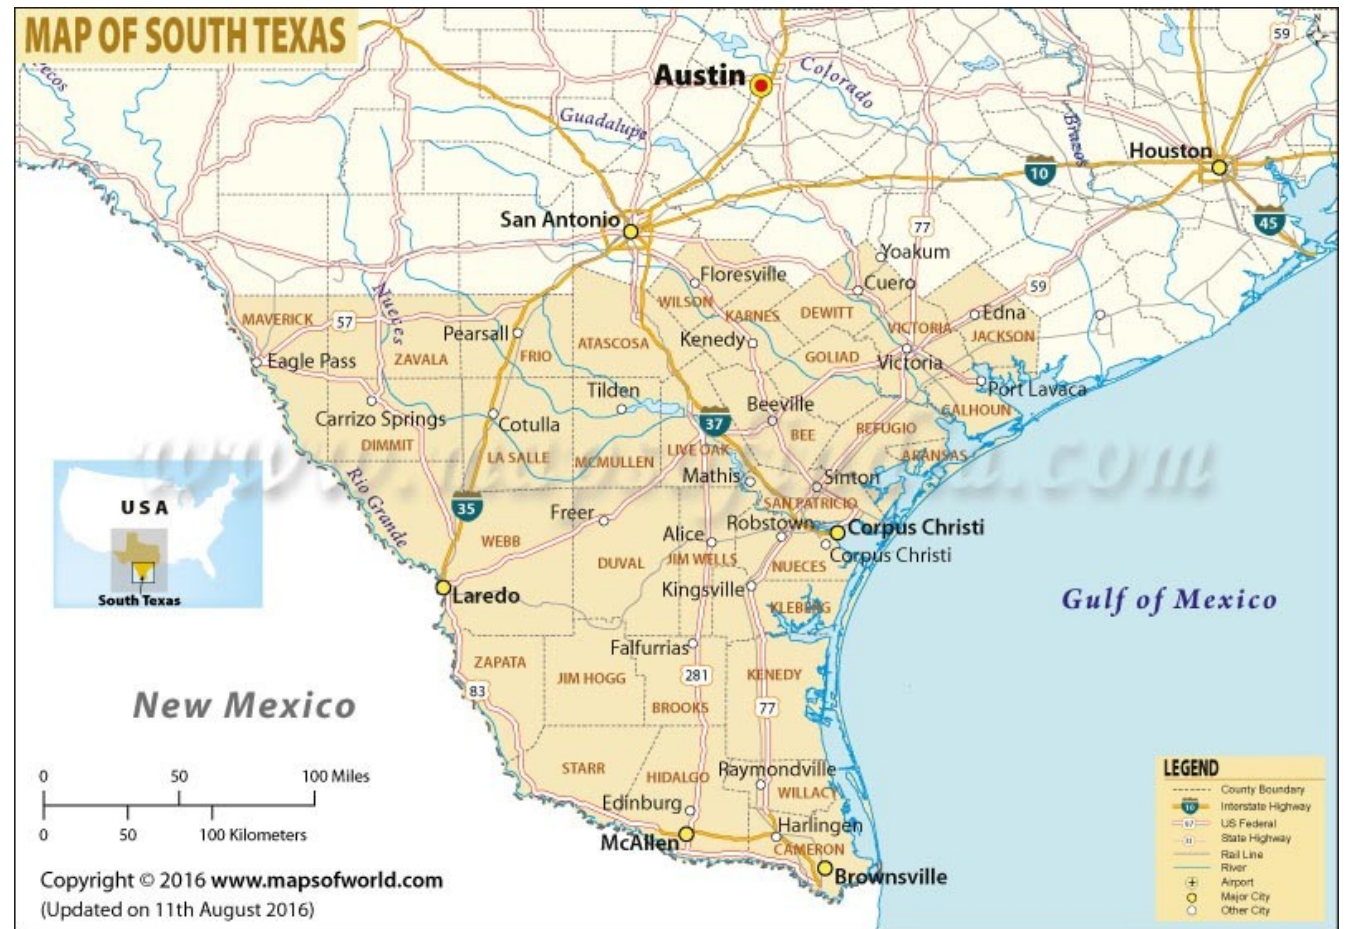 MAP OF SOUTH TEXAS
59
Austin
Colorado
Guadalupe
Brazos
Houston
10
45
San Antonio
77
Yoakum
Floresville
Cuero
59
Nueces
WILSON
KARNES
DEWITT
Edna
MAVERICK
57
Pearsall
VICTORIA
JACKSON
ZAVALA
FRIO
ATASCOSA
Kenedy
GOLIAD
Victoria
Eagle Pass
Tilden
Port Lavaca
Carrizo Springs
Cotulla
37
Beeville
CALHOUN
DIMMIT
BEE
REFUGIO
LA SALLE
MCMULLEN
LIVE OAK
ARANSAS
Rio Grande
Mathis
Sinton
SAN PATRICIO
35
Freer
Robstown
Corpus Christi
WEBB
Alice
Corpus Christi
DUVAL
JIM WELLS
NUECES
Laredo
Kingsville
KLEBERG
Gulf of Mexico
Falfurrias
ZAPATA
JIM HOGG
281
KENEDY
83
BROOKS
77
STARR
HIDALGO
Raymondville
WILLACY
Edinburg
Harlingen
McAllen
CAMERON
Brownsville
USA
South Texas
New Mexico
0 50 100 Miles
0 50 100 Kilometers
Copyright © 2016 www.mapsofworld.com
(Updated on 11th August 2016)
LEGEND
County Boundary
10 Interstate Highway
US Federal
State Highway
Rail Line
River
Airport
Major City
Other City